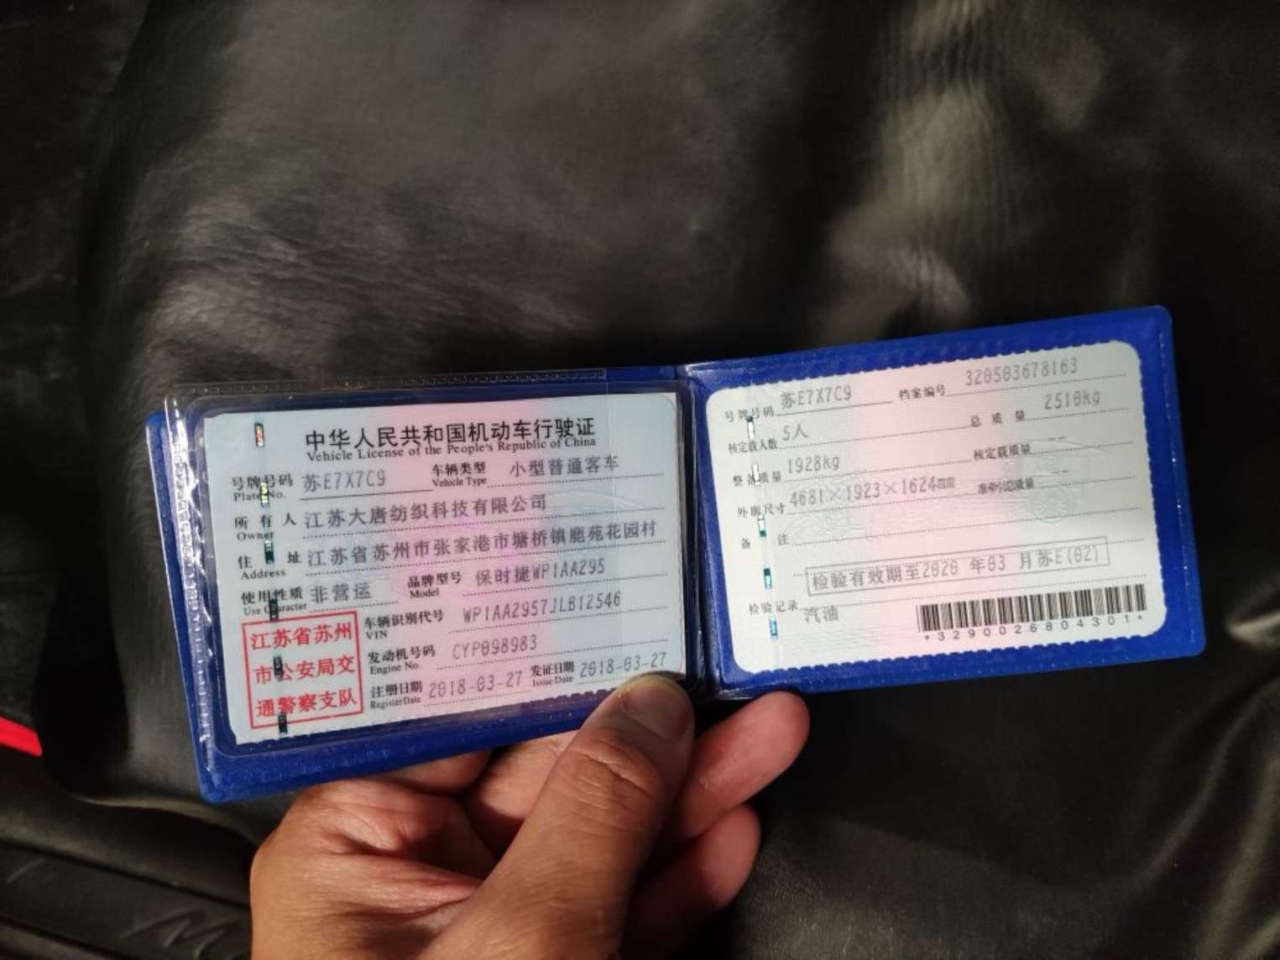 中华人民共和国机动车行驶证
Vehicle License of the People's Republic of China
号牌号码 Plate No. 苏E7X7C9 车辆类型 Vehicle Type 小型普通客车
所有人 Owner 江苏大唐纺织科技有限公司
住址 Address 江苏省苏州市张家港市塘桥镇鹿苑花园村
使用性质 Use Character 非营运 品牌型号 Model 保时捷WP1AA295
车辆识别代号 VIN WP1AA2957JLB12546
发动机号码 Engine No. CYP098983
注册日期 Register Date 2018-03-27 发证日期 Issue Date 2018-03-27
江苏省苏州
市公安局交
通警察支队
号牌号码 苏E7X7C9 档案编号 320503678163
核定载人数 5人 总质量 2510kg
整备质量 1928kg 核定载质量 --
外廓尺寸 4681×1923×1624mm 准牵引总质量 --
备注
检验有效期至2020 年03 月苏E(02)
检验记录 汽油
*3290026804301*